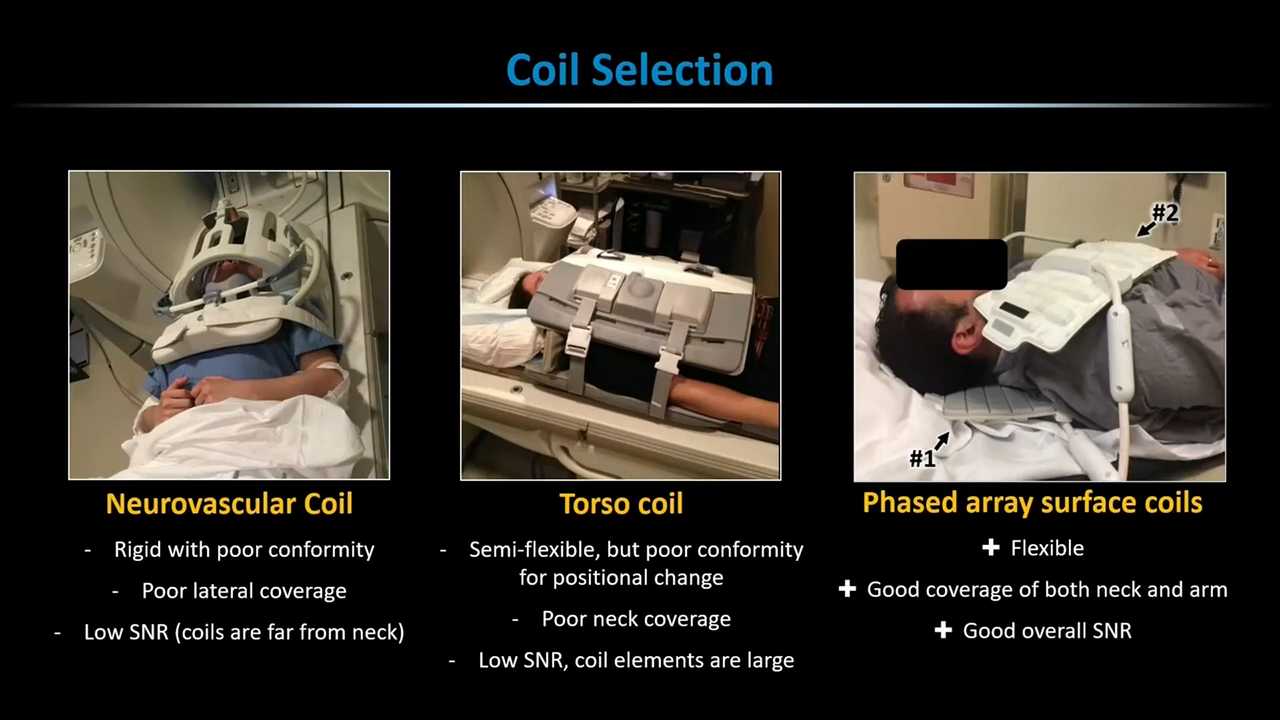 Coil Selection
#2
#1
Neurovascular Coil
- Rigid with poor conformity
- Poor lateral coverage
- Low SNR (coils are far from neck)
Torso coil
- Semi-flexible, but poor conformity
for positional change
- Poor neck coverage
- Low SNR, coil elements are large
Phased array surface coils
+ Flexible
+ Good coverage of both neck and arm
+ Good overall SNR